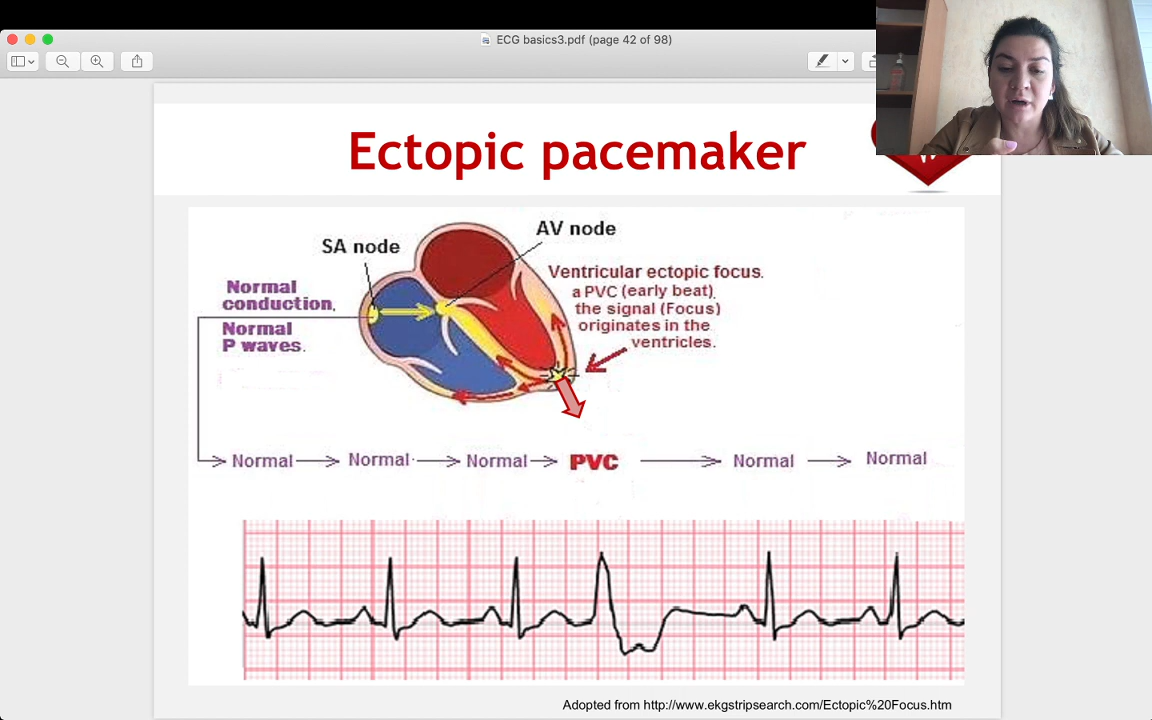 ECG basics3.pdf (page 42 of 98)
Ectopic pacemaker
SA node
AV node
Normal
conduction.
Normal
P waves.
Ventricular ectopic focus.
a PVC (early beat).
the signal (Focus)
originates in the
ventricles.
Normal Normal Normal PVC Normal Normal
Adopted from http://www.ekgstripsearch.com/Ectopic%20Focus.htm